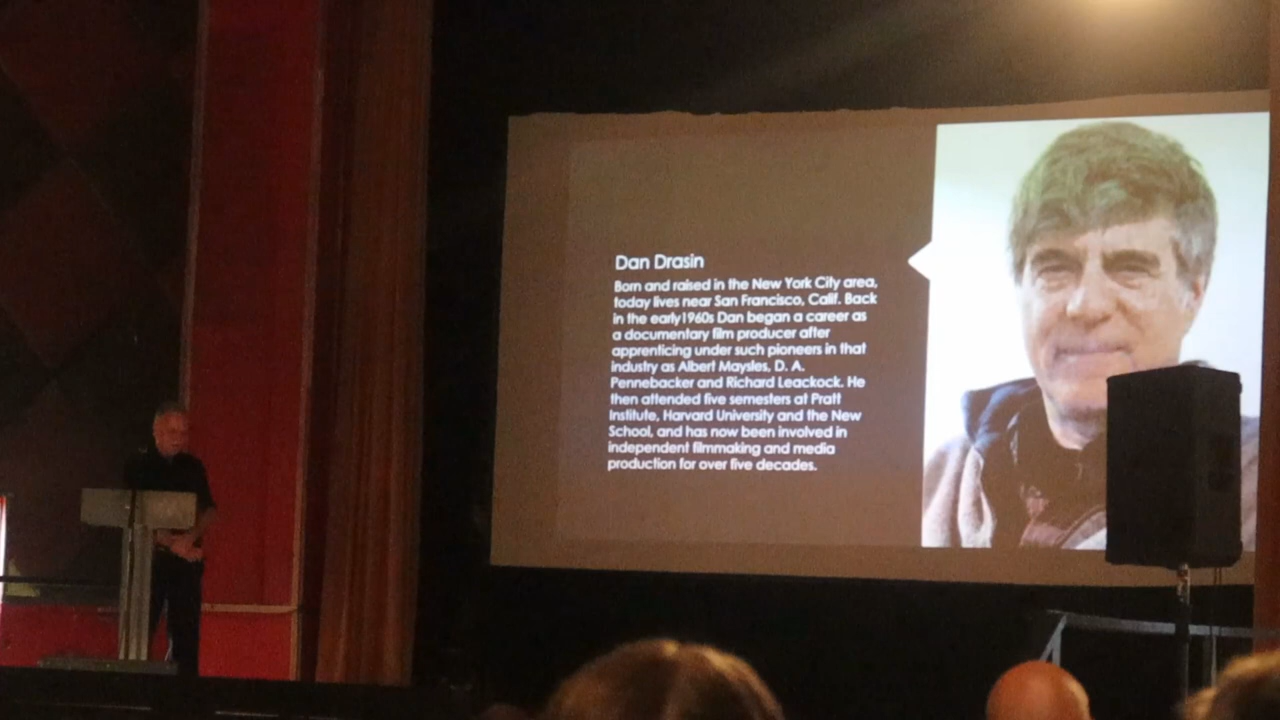 Dan Drasin
Born and raised in the New York City area,
today lives near San Francisco, Calif. Back
in the early1960s Dan began a career as
a documentary film producer after
apprenticing under such pioneers in that
industry as Albert Maysles, D. A.
Pennebacker and Richard Leackock. He
then attended five semesters at Pratt
Institute, Harvard University and the New
School, and has now been involved in
independent filmmaking and media
production for over five decades.